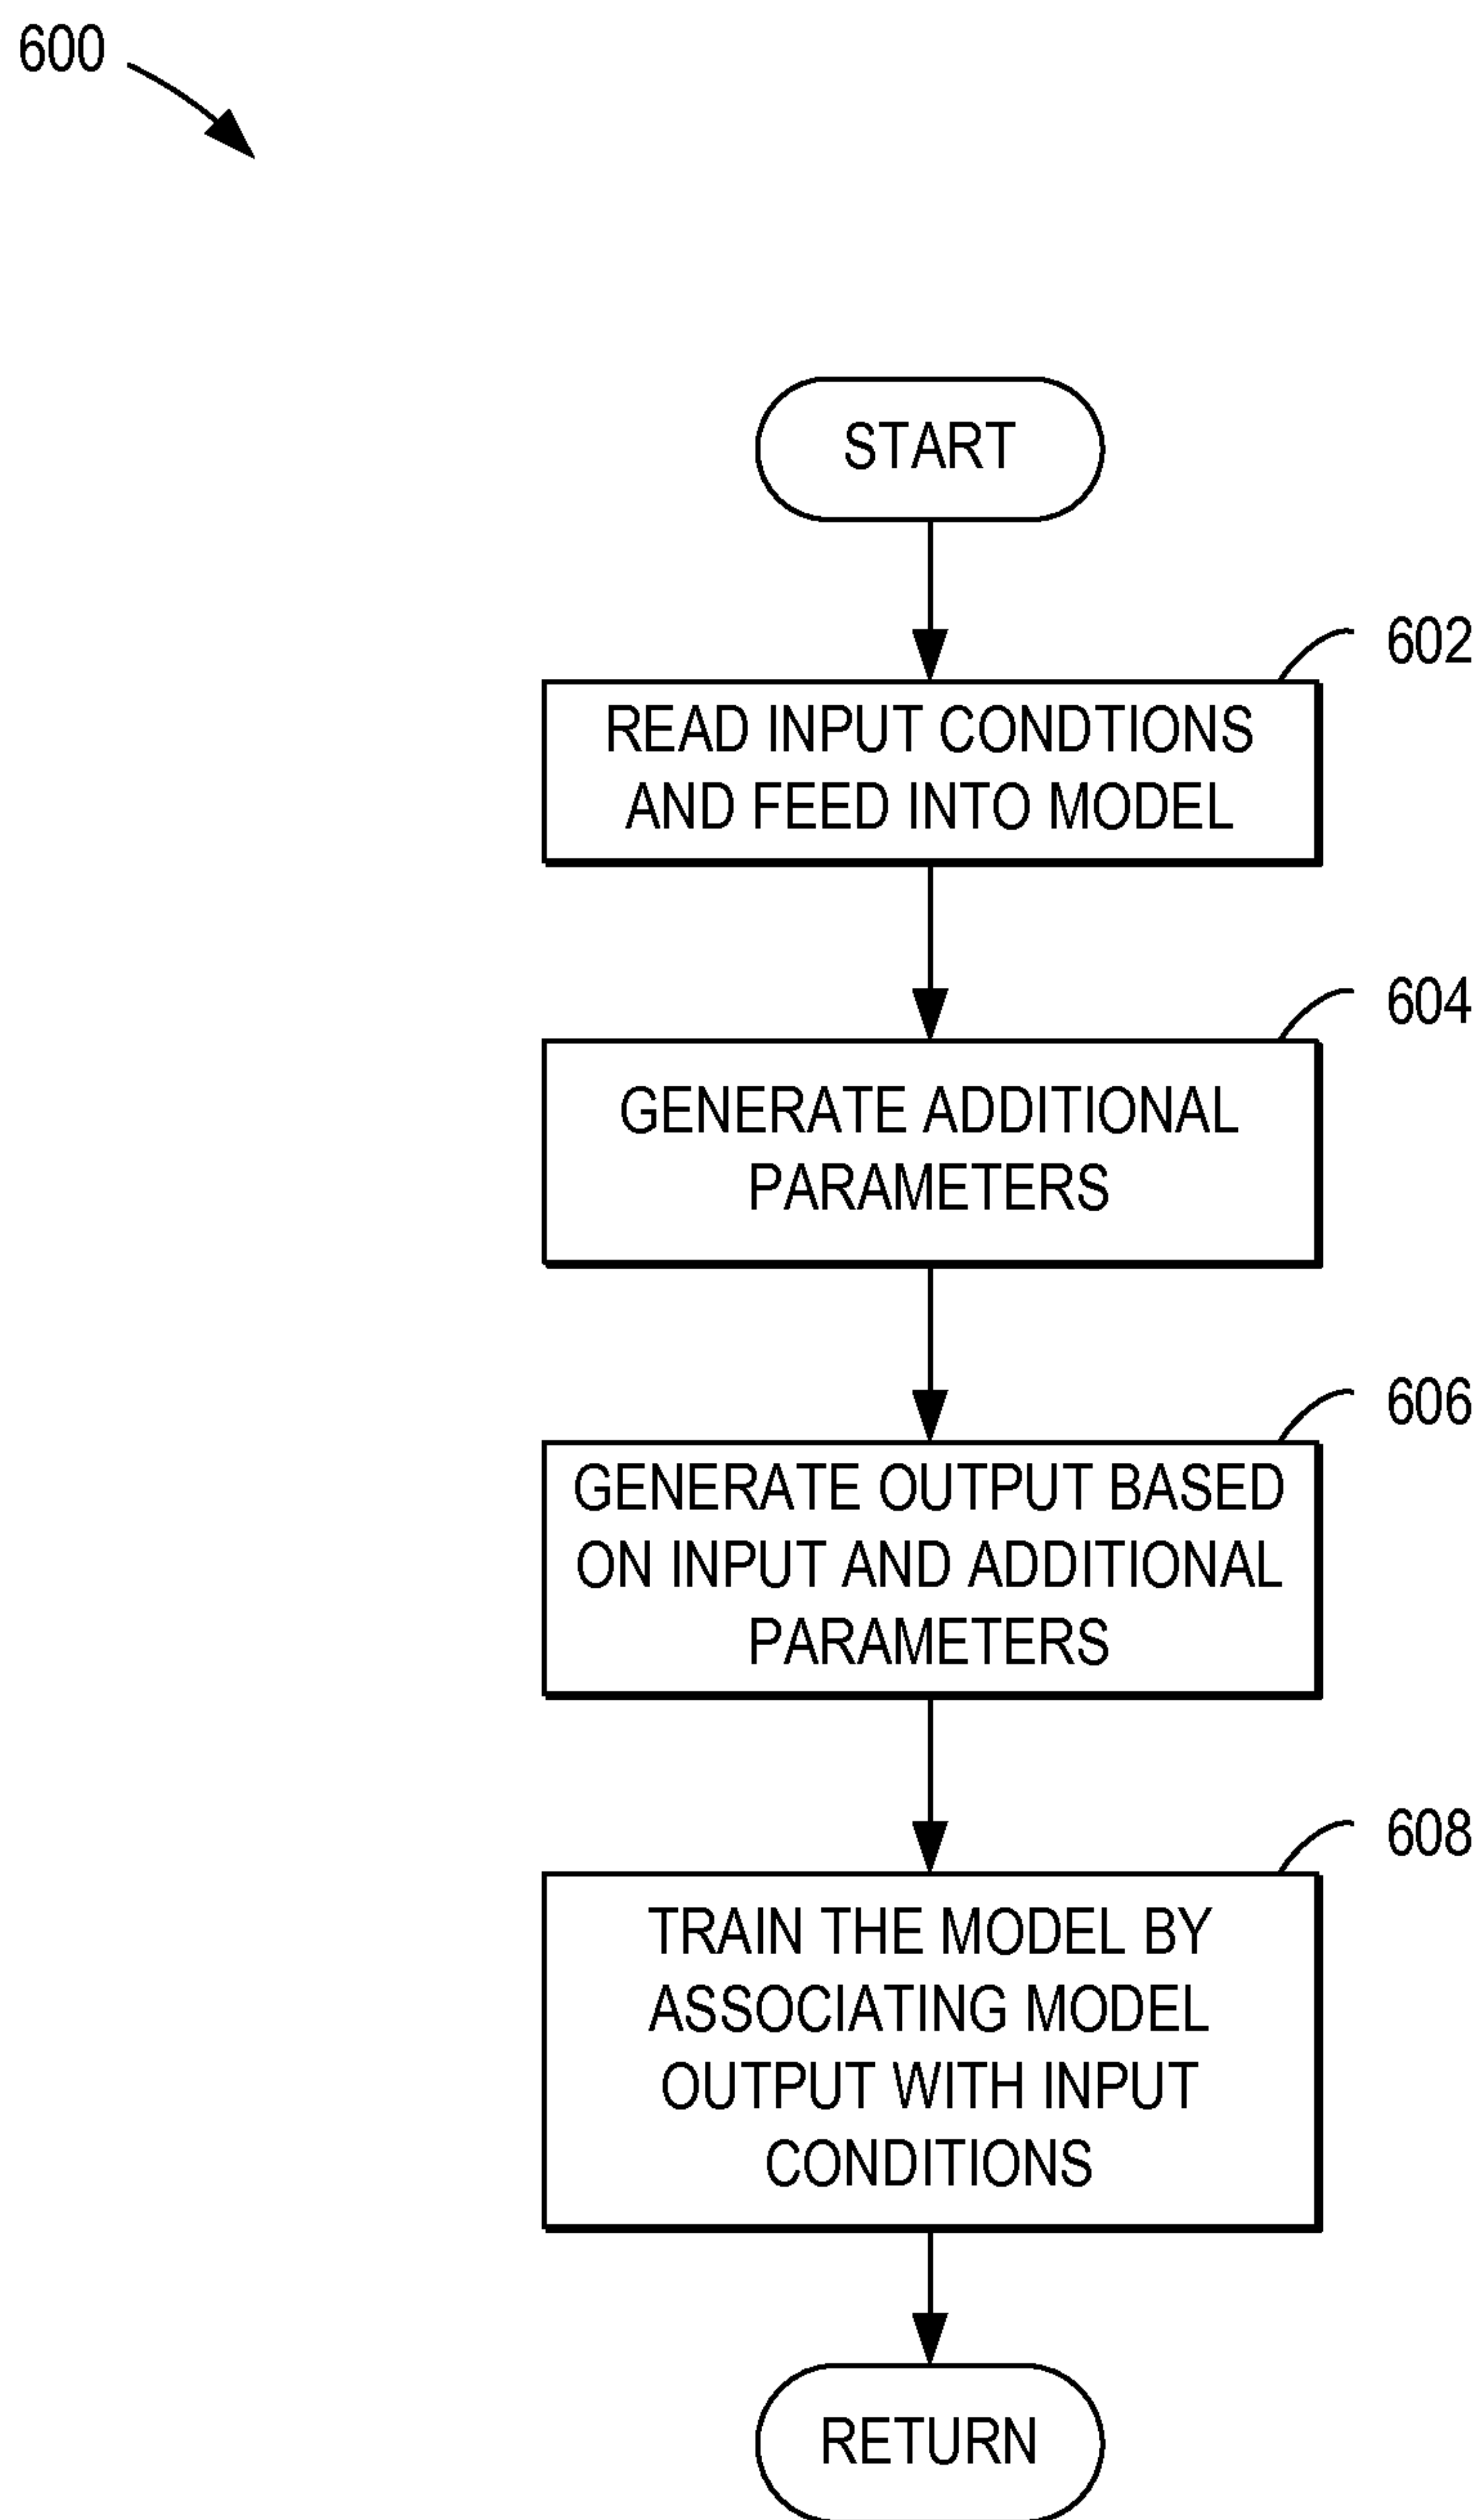 600
START
602
READ INPUT CONDTIONS
AND FEED INTO MODEL
604
GENERATE ADDITIONAL
PARAMETERS
606
GENERATE OUTPUT BASED
ON INPUT AND ADDITIONAL
PARAMETERS
608
TRAIN THE MODEL BY
ASSOCIATING MODEL
OUTPUT WITH INPUT
CONDITIONS
RETURN